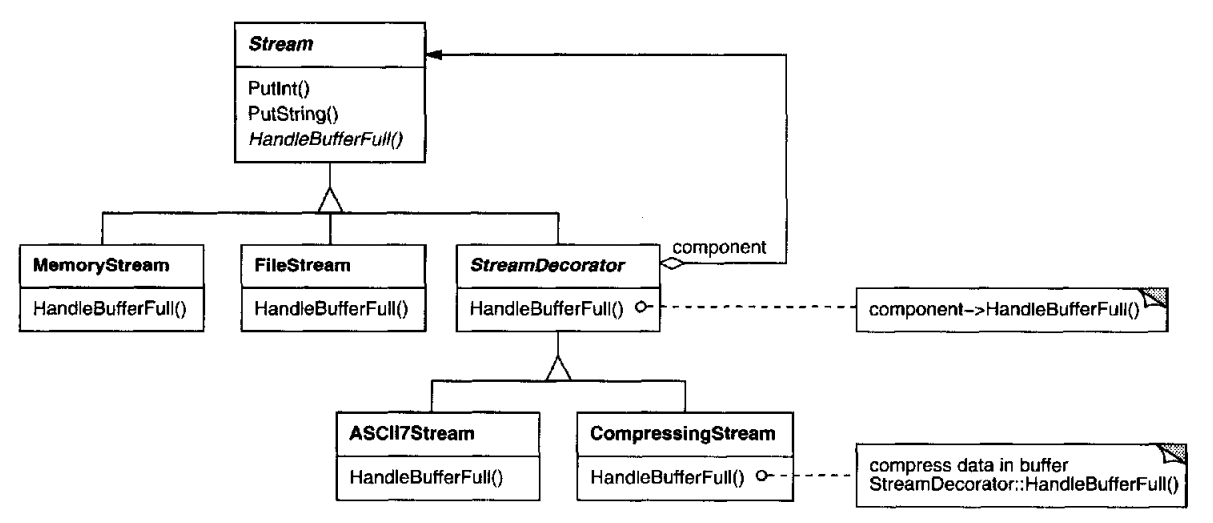 Stream
PutInt()
PutString()
HandleBufferFull()
component
MemoryStream
FileStream
StreamDecorator
HandleBufferFull()
HandleBufferFull()
HandleBufferFull()
component->HandleBufferFull()
ASCII7Stream
CompressingStream
HandleBufferFull()
HandleBufferFull()
compress data in buffer
StreamDecorator::HandleBufferFull()